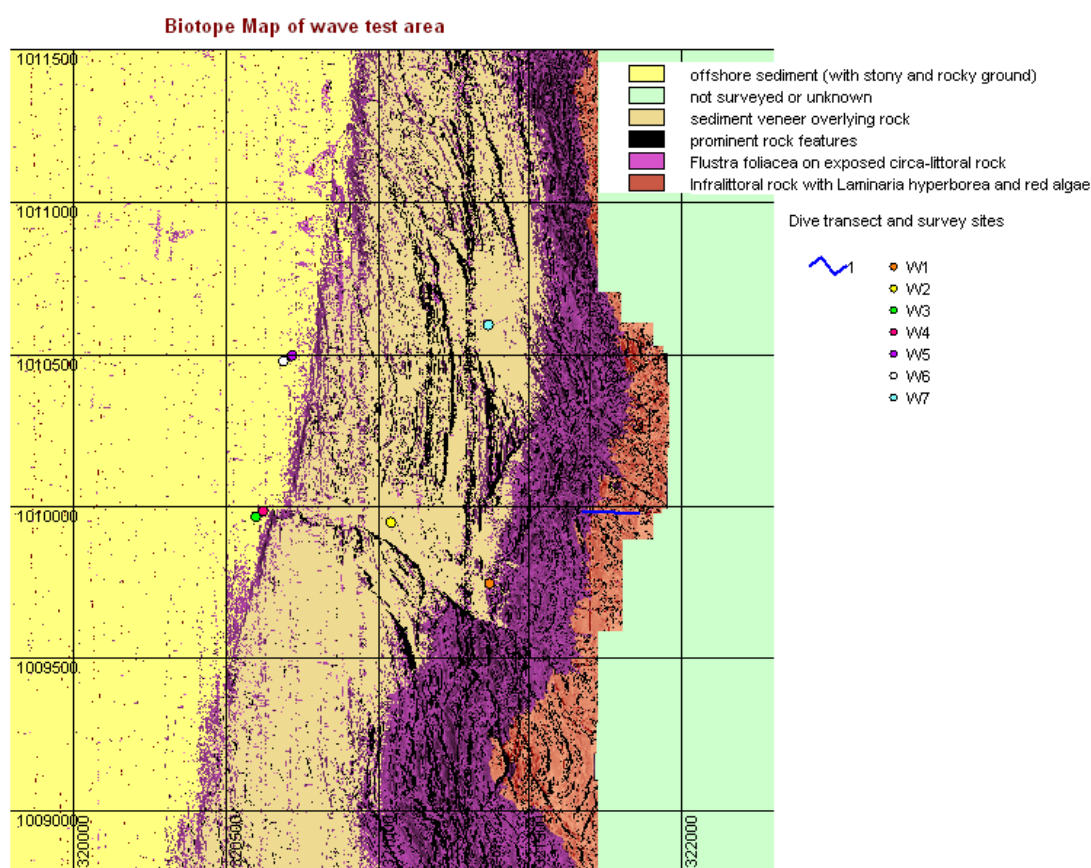 Biotope Map of wave test area
1011500
offshore sediment (with stony and rocky ground)
not surveyed or unknown
sediment veneer overlying rock
prominent rock features
Flustra foliacea on exposed circa-littoral rock
Infralittoral rock with Laminaria hyperborea and red algae
1011000
Dive transect and survey sites
1
W1
W2
W3
W4
W5
W6
W7
1010500
1010000
1009500
1009000
320000
320500
322000